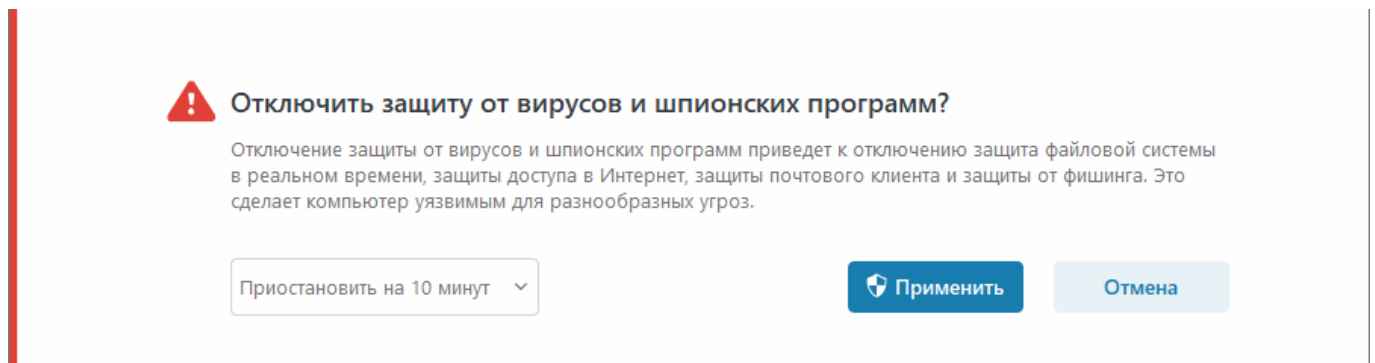 Отключить защиту от вирусов и шпионских программ?
Отключение защиты от вирусов и шпионских программ приведет к отключению защита файловой системы
в реальном времени, защиты доступа в Интернет, защиты почтового клиента и защиты от фишинга. Это
сделает компьютер уязвимым для разнообразных угроз.
Приостановить на 10 минут
Применить
Отмена